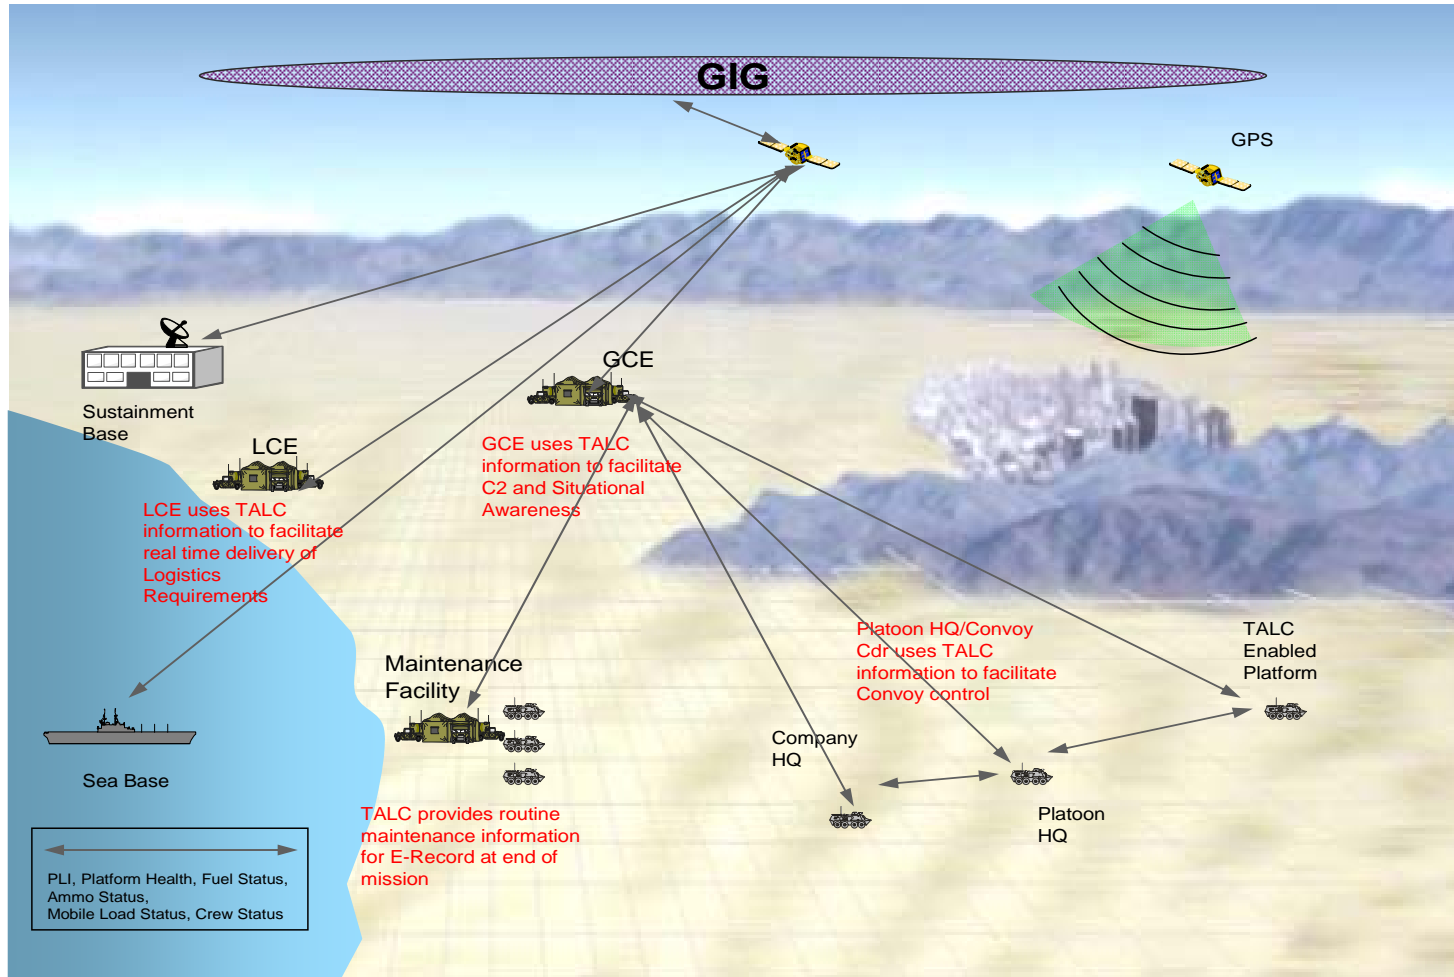 GIG
GPS
GCE
Sustainment
Base
LCE
GCE uses TALC
information to facilitate
C2 and Situational
Awareness
LCE uses TALC
information to facilitate
real time delivery of
Logistics
Requirements
Platoon HQ/Convoy
Cdr uses TALC
information to facilitate
Convoy control
TALC
Enabled
Platform
Maintenance
Facility
Company
HQ
Sea Base
Platoon
HQ
TALC provides routine
maintenance information
for E-Record at end of
mission
PLI, Platform Health, Fuel Status,
Ammo Status,
Mobile Load Status, Crew Status